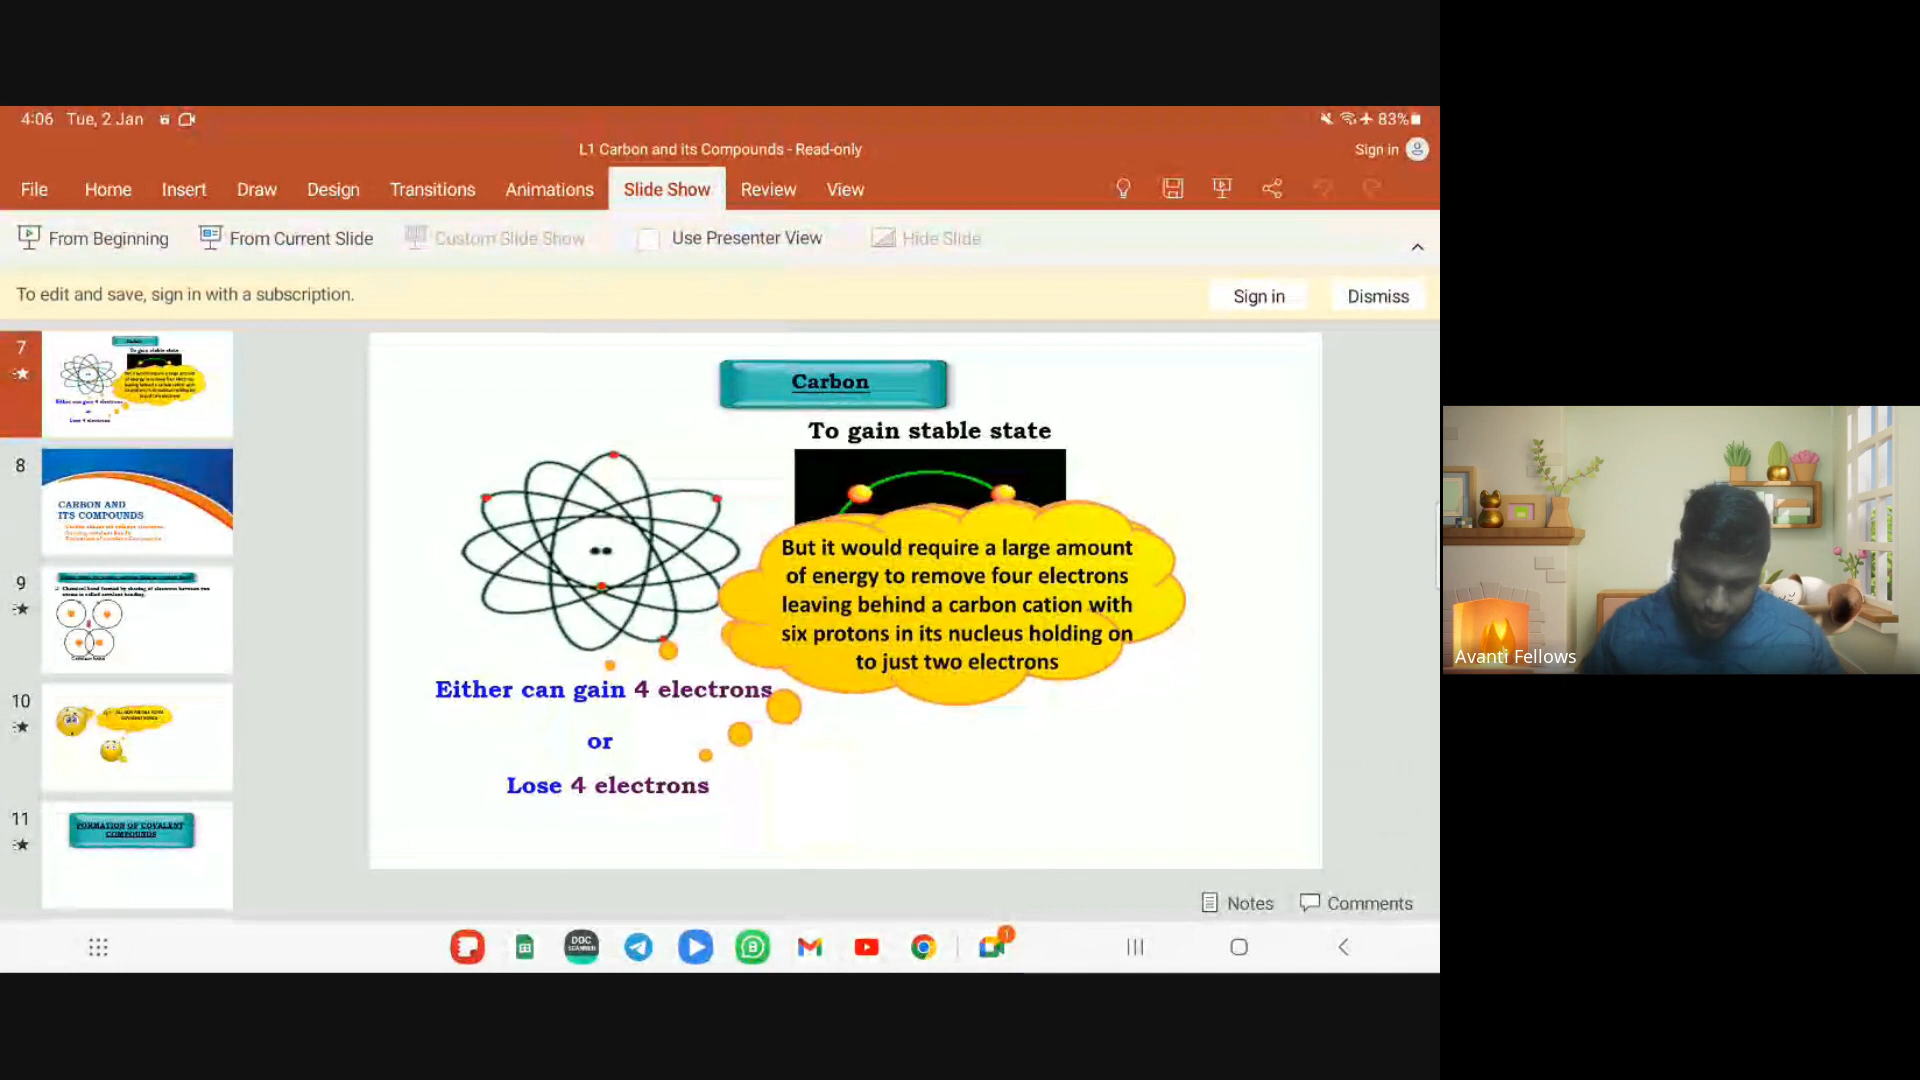 4:06 Tue, 2 Jan
83%
L1 Carbon and its Compounds - Read-only
Sign in
File Home Insert Draw Design Transitions Animations Slide Show Review View
From Beginning From Current Slide Custom Slide Show Use Presenter View Hide Slide
To edit and save, sign in with a subscription.
Sign in Dismiss
7
8
CARBON AND
ITS COMPOUNDS
9
10
11
FORMATION OF COVALENT
COMPOUNDS
Carbon
To gain stable state
But it would require a large amount
of energy to remove four electrons
leaving behind a carbon cation with
six protons in its nucleus holding on
to just two electrons
Either can gain 4 electrons
or
Lose 4 electrons
Notes Comments
DOC
SCANNER
B
1
Avanti Fellows